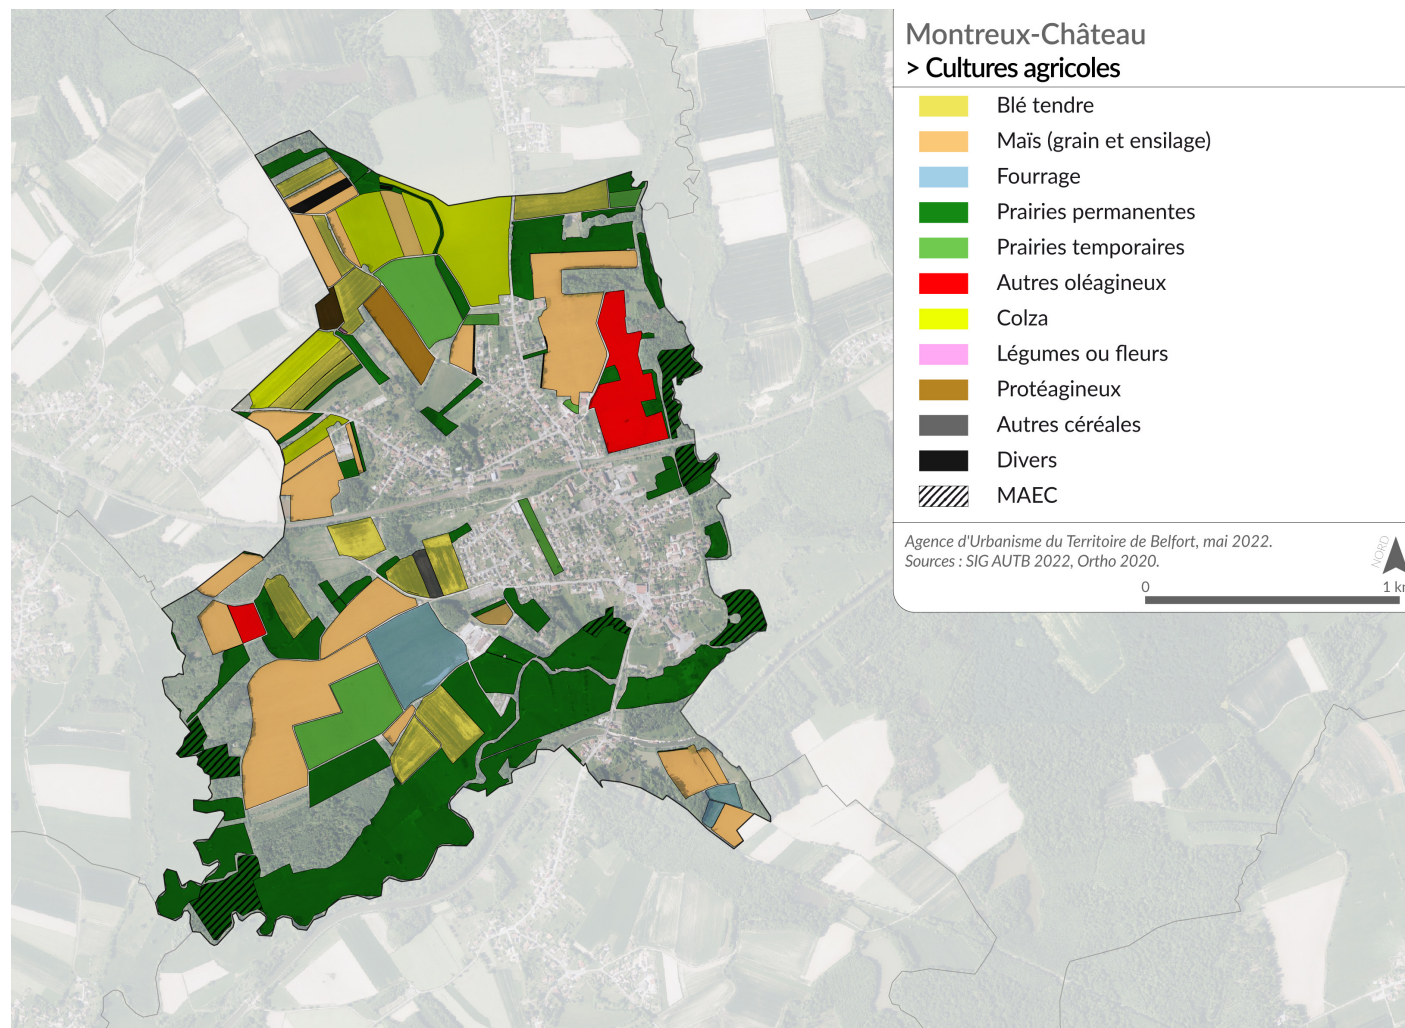 Montreux-Château
> Cultures agricoles
Blé tendre
Maïs (grain et ensilage)
Fourrage
Prairies permanentes
Prairies temporaires
Autres oléagineux
Colza
Légumes ou fleurs
Protéagineux
Autres céréales
Divers
MAEC
Agence d'Urbanisme du Territoire de Belfort, mai 2022.
Sources : SIG AUTB 2022, Ortho 2020.
NORD
0 1 k